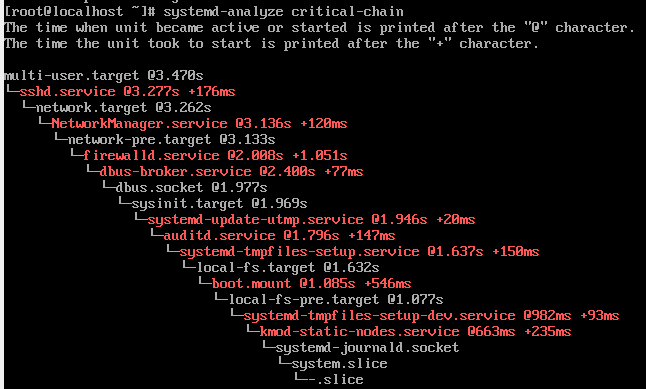 [root@localhost ~]# systemd-analyze critical-chain
The time when unit became active or started is printed after the "@" character.
The time the unit took to start is printed after the "+" character.

multi-user.target @3.470s
└─sshd.service @3.277s +176ms
  └─network.target @3.262s
    └─NetworkManager.service @3.136s +120ms
      └─network-pre.target @3.133s
        └─firewalld.service @2.008s +1.051s
          └─dbus-broker.service @2.400s +77ms
            └─dbus.socket @1.977s
              └─sysinit.target @1.969s
                └─systemd-update-utmp.service @1.946s +20ms
                  └─auditd.service @1.796s +147ms
                    └─systemd-tmpfiles-setup.service @1.637s +150ms
                      └─local-fs.target @1.632s
                        └─boot.mount @1.085s +546ms
                          └─local-fs-pre.target @1.077s
                            └─systemd-tmpfiles-setup-dev.service @982ms +93ms
                              └─kmod-static-nodes.service @663ms +235ms
                                └─systemd-journald.socket
                                  └─system.slice
                                    └─-.slice